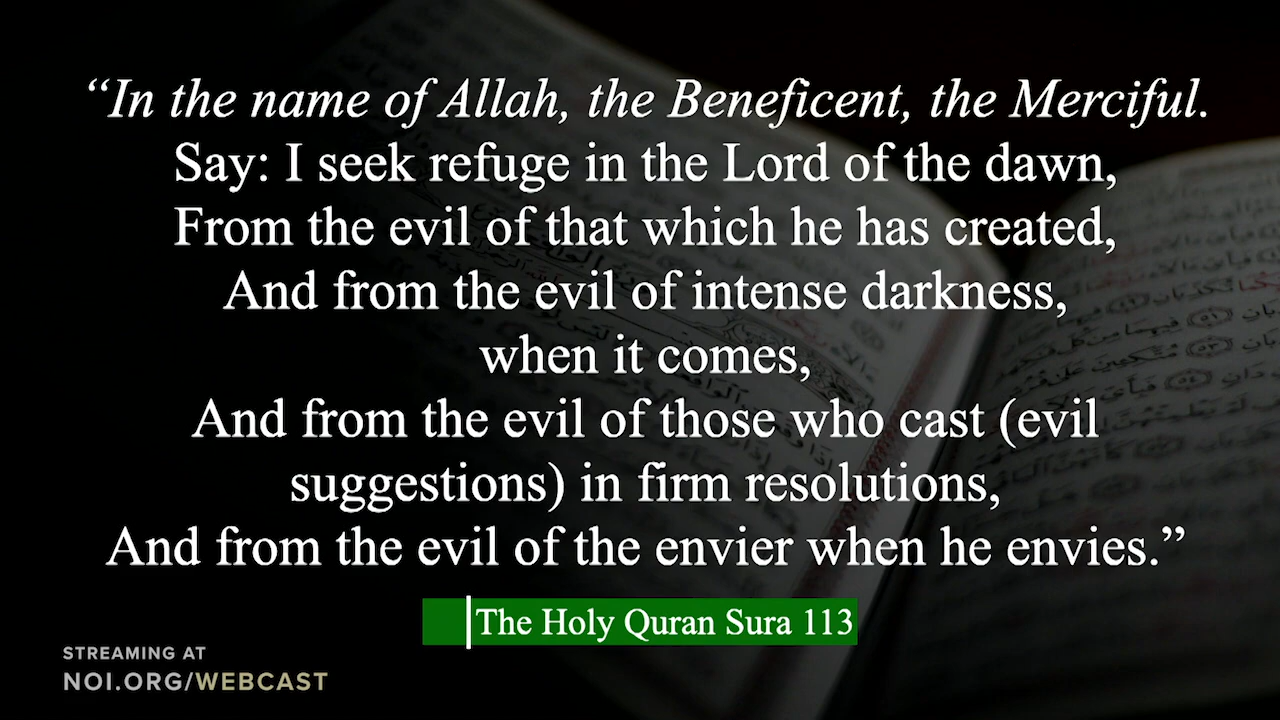 “In the name of Allah, the Beneficent, the Merciful.
Say: I seek refuge in the Lord of the dawn,
From the evil of that which he has created,
And from the evil of intense darkness,
when it comes,
And from the evil of those who cast (evil
suggestions) in firm resolutions,
And from the evil of the envier when he envies.”
The Holy Quran Sura 113
STREAMING AT
NOI.ORG/WEBCAST